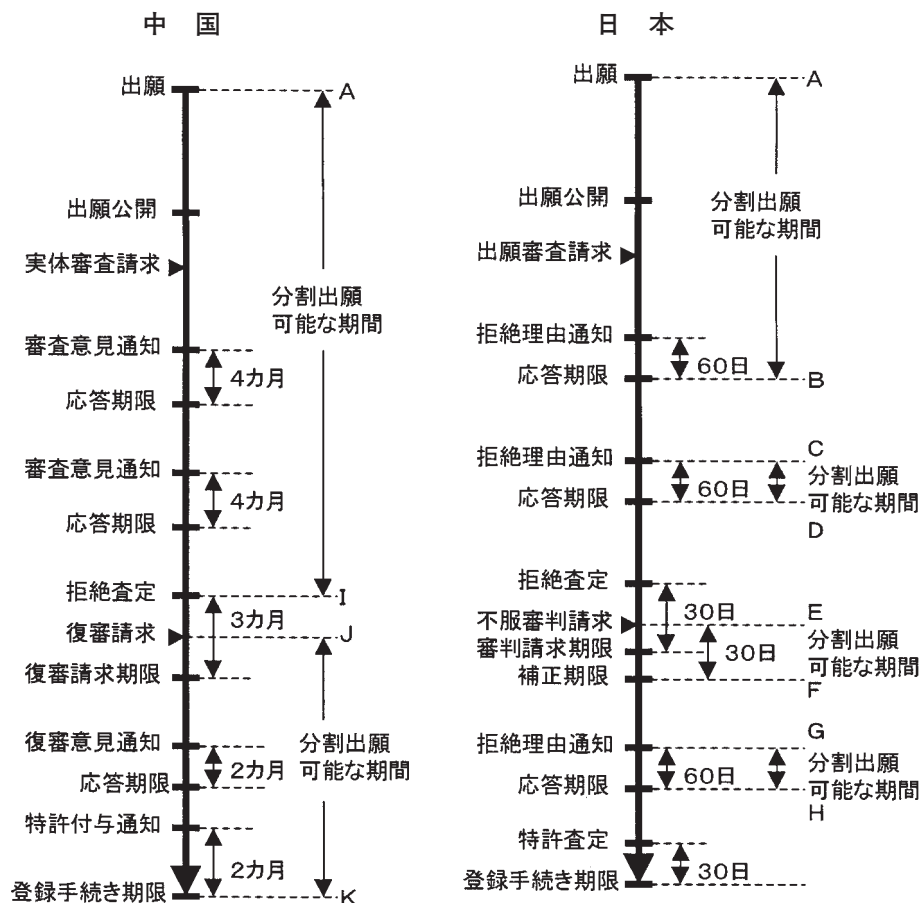 中 国
出願
A
出願公開
実体審査請求
分割出願
可能な期間
審査意見通知
4カ月
応答期限
審査意見通知
4カ月
応答期限
拒絶査定
I
3カ月
復審請求
J
復審請求期限
復審意見通知
分割出願
可能な期間
2カ月
応答期限
特許付与通知
2カ月
登録手続き期限
K
日 本
出願
A
出願公開
分割出願
可能な期間
出願審査請求
拒絶理由通知
60日
応答期限
B
C
拒絶理由通知
60日
分割出願
可能な期間
応答期限
D
拒絶査定
30日
E
不服審判請求
審判請求期限
30日
分割出願
可能な期間
補正期限
F
G
拒絶理由通知
60日
分割出願
可能な期間
応答期限
H
特許査定
30日
登録手続き期限